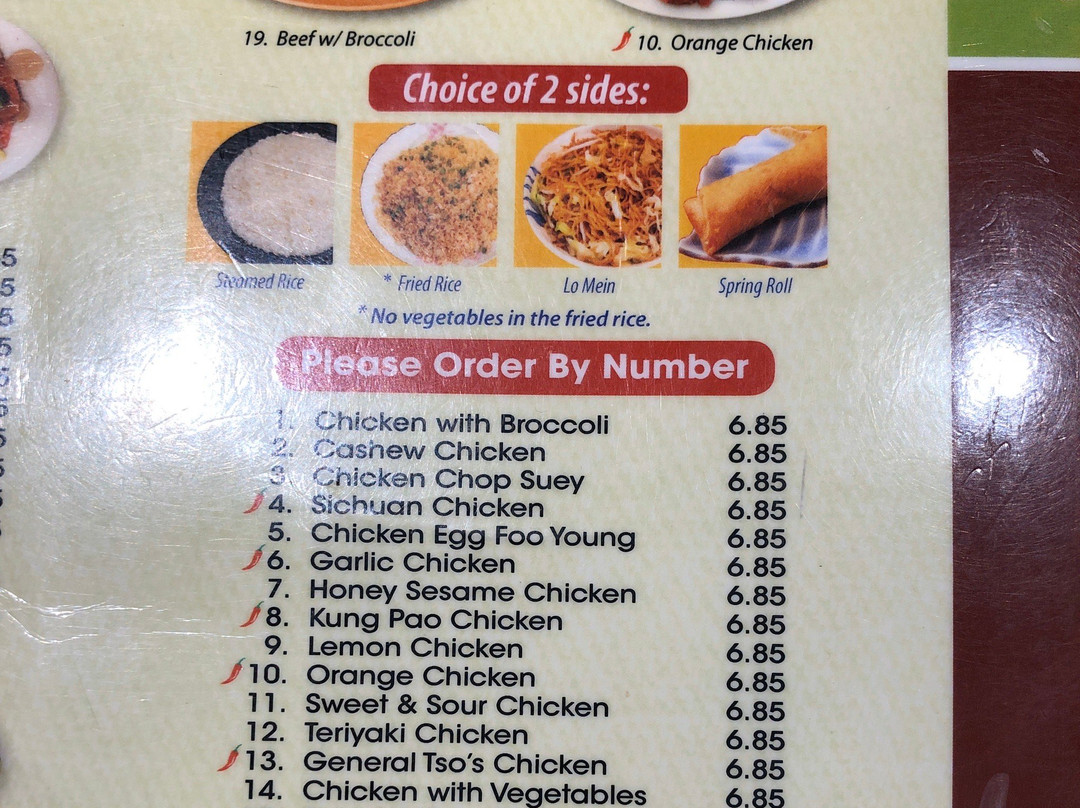 19. Beef w/ Broccoli
10. Orange Chicken
Choice of 2 sides:
Steamed Rice
* Fried Rice
Lo Mein
Spring Roll
* No vegetables in the fried rice.
Please Order By Number
1. Chicken with Broccoli 6.85
2. Cashew Chicken 6.85
3. Chicken Chop Suey 6.85
4. Sichuan Chicken 6.85
5. Chicken Egg Foo Young 6.85
6. Garlic Chicken 6.85
7. Honey Sesame Chicken 6.85
8. Kung Pao Chicken 6.85
9. Lemon Chicken 6.85
10. Orange Chicken 6.85
11. Sweet & Sour Chicken 6.85
12. Teriyaki Chicken 6.85
13. General Tso's Chicken 6.85
14. Chicken with Vegetables 6.85